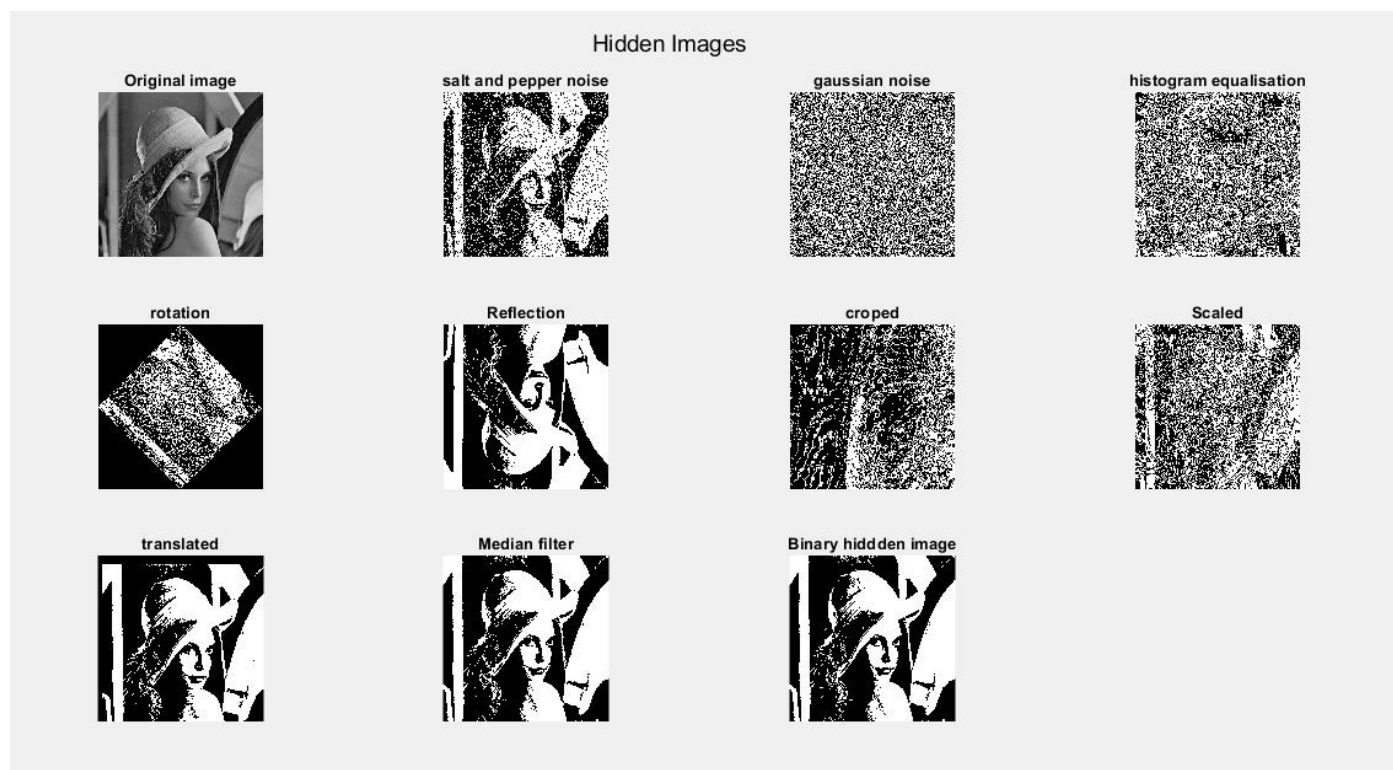 Hidden Images
Original image
salt and pepper noise
gaussian noise
histogram equalisation
rotation
Reflection
croped
Scaled
translated
Median filter
Binary hiddden image